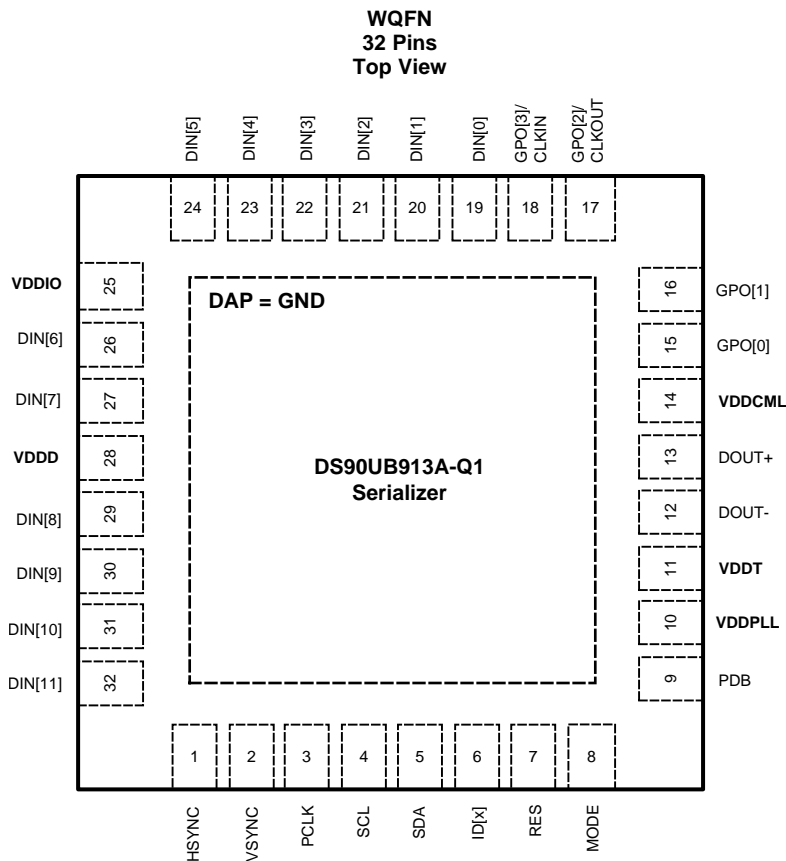 WQFN
32 Pins
Top View
DIN[5]
DIN[4]
DIN[3]
DIN[2]
DIN[1]
DIN[0]
GPO[3]/
CLKIN
GPO[2]/
CLKOUT
24
23
22
21
20
19
18
17
VDDIO
25
DIN[6]
26
DIN[7]
27
VDDD
28
DIN[8]
29
DIN[9]
30
DIN[10]
31
DIN[11]
32
DAP = GND
DS90UB913A-Q1
Serializer
16
GPO[1]
15
GPO[0]
14
VDDCML
13
DOUT+
12
DOUT-
11
VDDT
10
VDDPLL
9
PDB
1
2
3
4
5
6
7
8
HSYNC
VSYNC
PCLK
SCL
SDA
ID[x]
RES
MODE